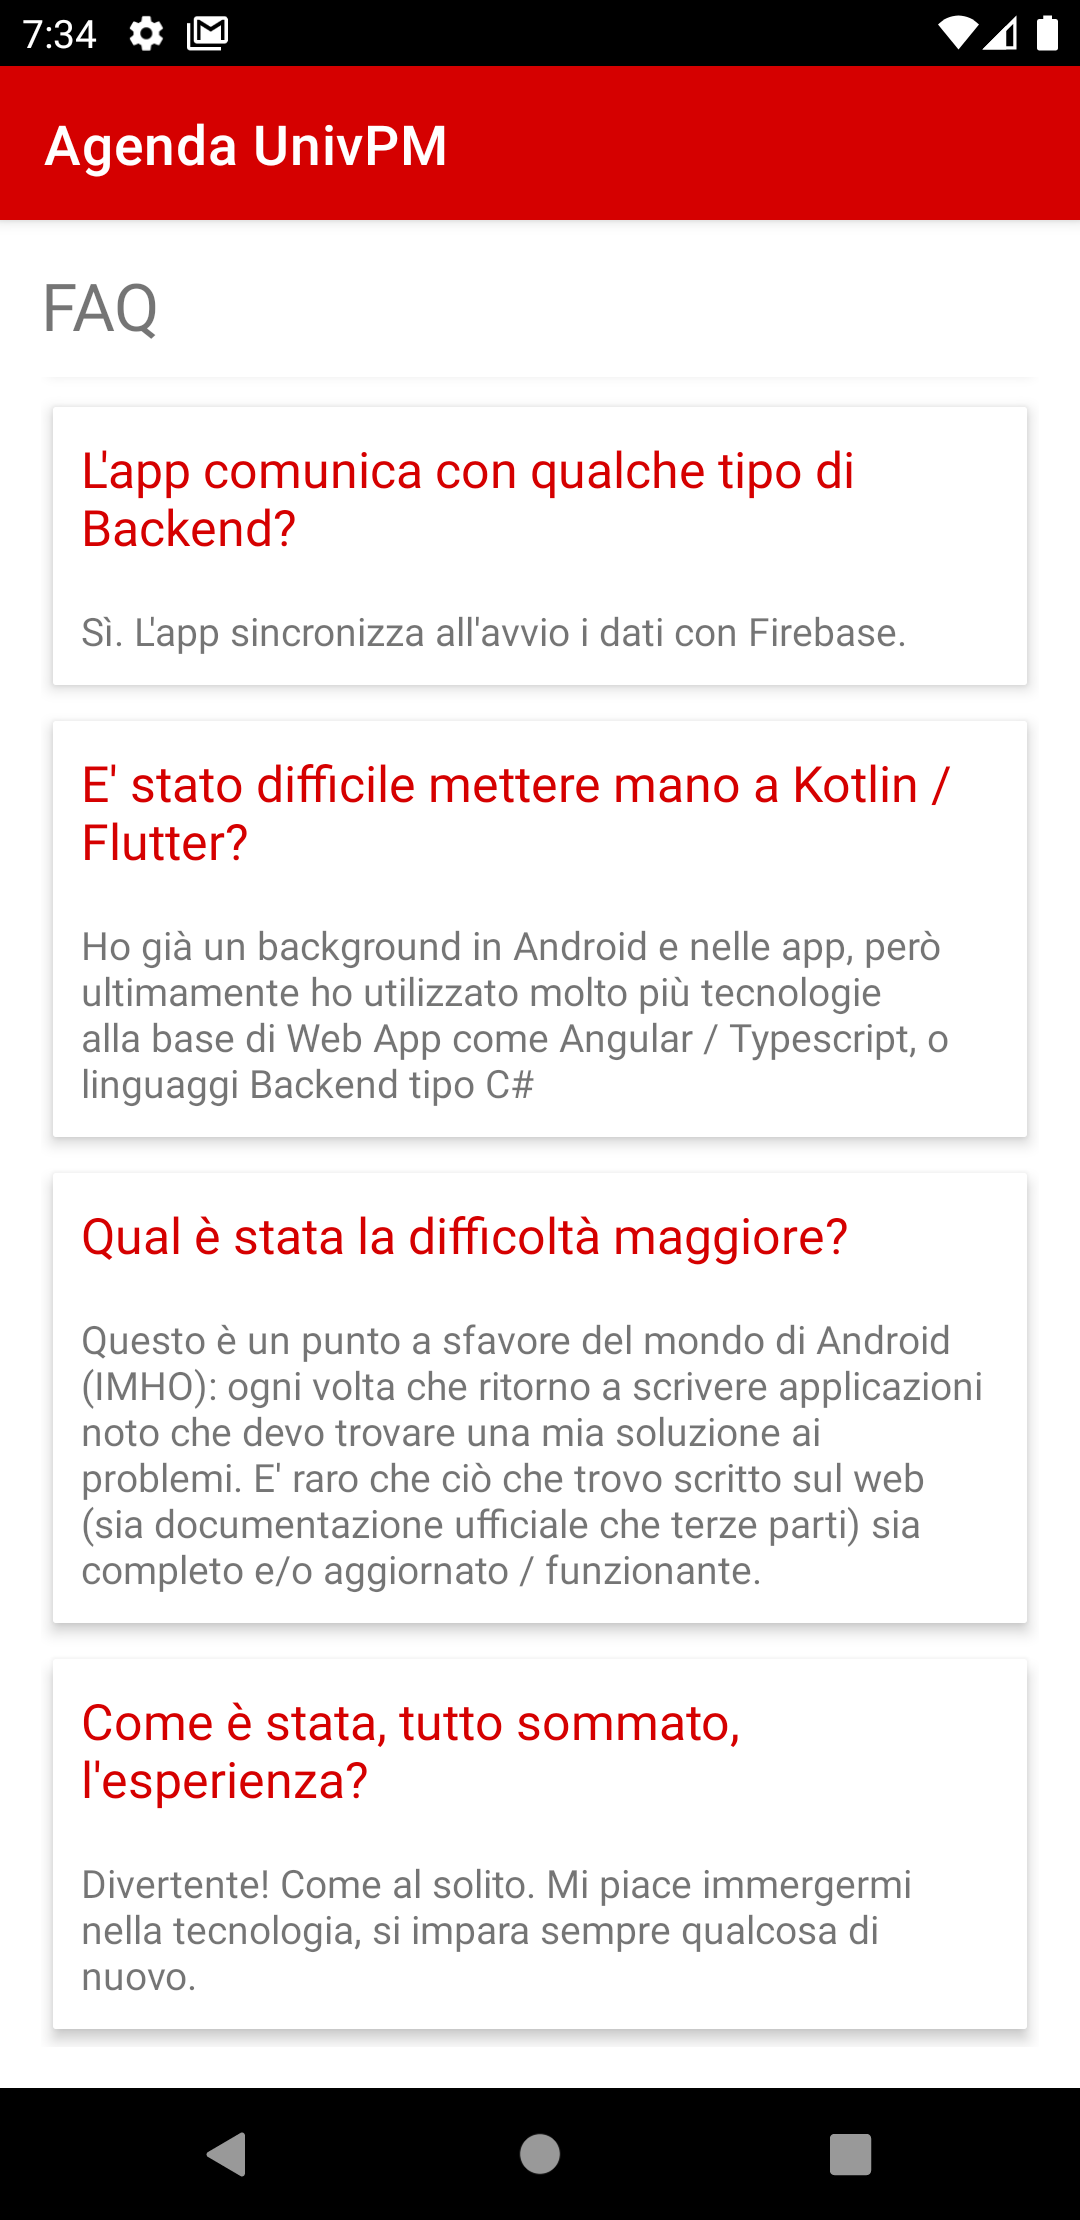 7:34
Agenda UnivPM
FAQ
L'app comunica con qualche tipo di
Backend?
Sì. L'app sincronizza all'avvio i dati con Firebase.
E' stato difficile mettere mano a Kotlin /
Flutter?
Ho già un background in Android e nelle app, però
ultimamente ho utilizzato molto più tecnologie
alla base di Web App come Angular / Typescript, o
linguaggi Backend tipo C#
Qual è stata la difficoltà maggiore?
Questo è un punto a sfavore del mondo di Android
(IMHO): ogni volta che ritorno a scrivere applicazioni
noto che devo trovare una mia soluzione ai
problemi. E' raro che ciò che trovo scritto sul web
(sia documentazione ufficiale che terze parti) sia
completo e/o aggiornato / funzionante.
Come è stata, tutto sommato,
l'esperienza?
Divertente! Come al solito. Mi piace immergermi
nella tecnologia, si impara sempre qualcosa di
nuovo.